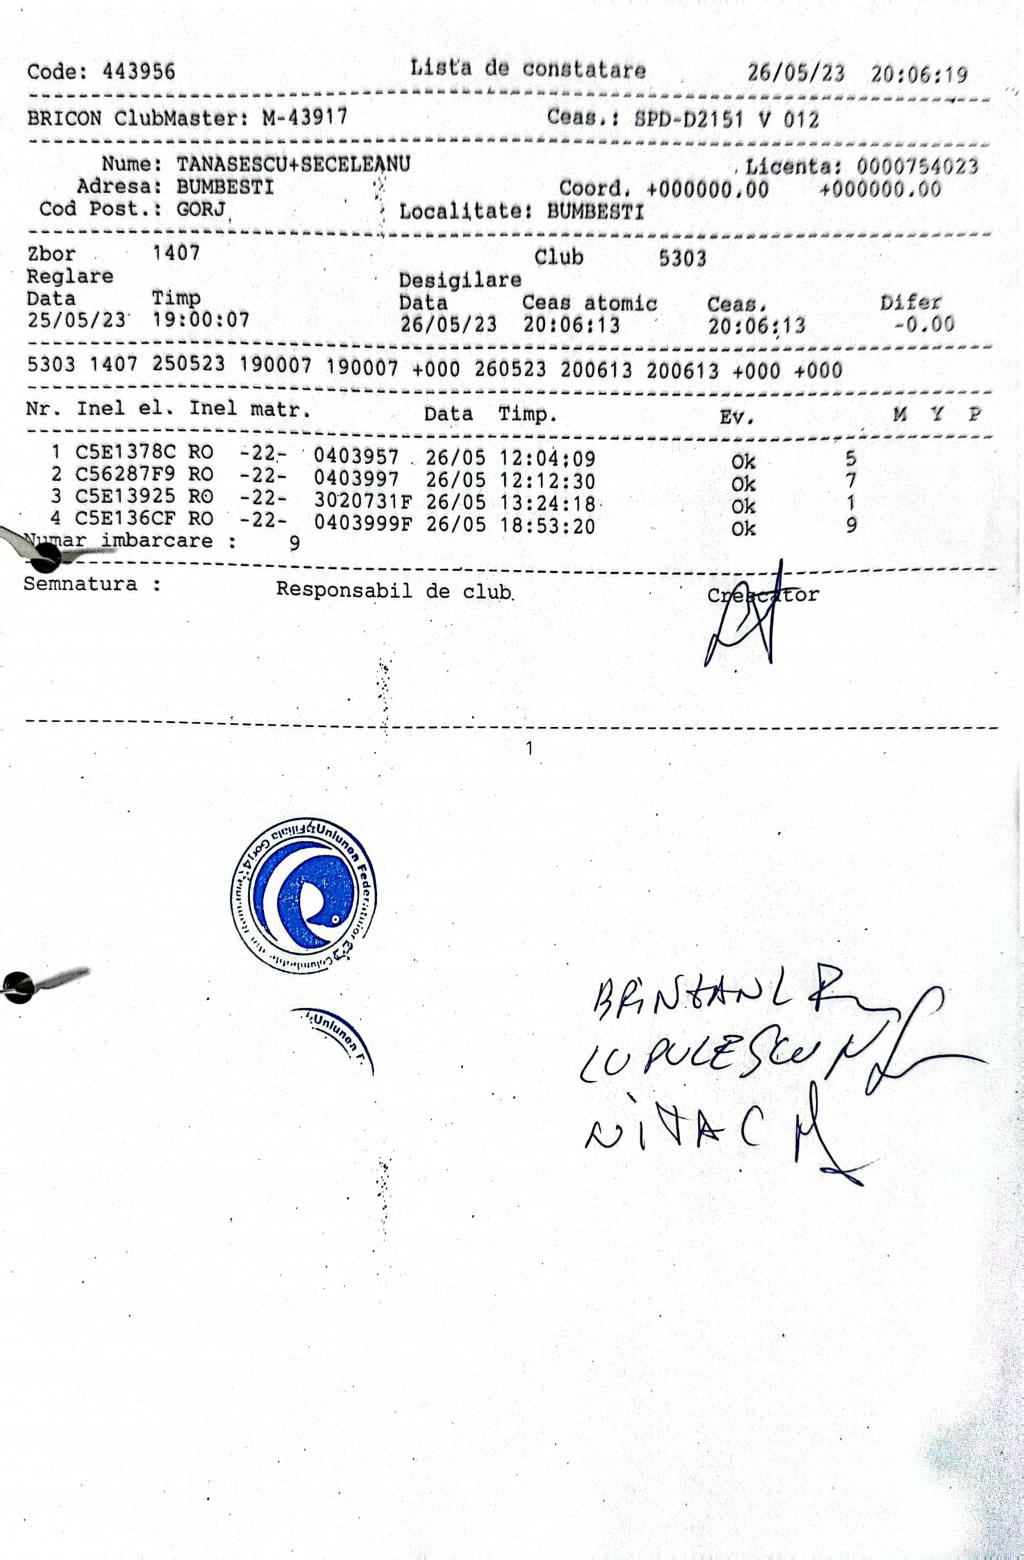 Code: 443956 Lista de constatare 26/05/23 20:06:19
BRICON ClubMaster: M-43917 Ceas.: SPD-D2151 V 012
Nume: TANASESCU+SECELEANU Licenta: 0000754023
Adresa: BUMBESTI Coord. +000000.00 +000000.00
Cod Post.: GORJ Localitate: BUMBESTI
Zbor 1407 Club 5303
Reglare Desigilare
Data Timp Data Ceas atomic Ceas. Difer
25/05/23 19:00:07 26/05/23 20:06:13 20:06:13 -0.00
5303 1407 250523 190007 190007 +000 260523 200613 200613 +000 +000
Nr. Inel el. Inel matr. Data Timp. Ev. M Y P
1 C5E1378C RO -22- 0403957 26/05 12:04:09 Ok 5
2 C56287F9 RO -22- 0403997 26/05 12:12:30 Ok 7
3 C5E13925 RO -22- 3020731F 26/05 13:24:18 Ok 1
4 C5E136CF RO -22- 0403999F 26/05 18:53:20 Ok 9
Numar imbarcare : 9
Semnatura : Responsabil de club Crescator
1
Filiala Gorj
LUPULESCU N
NITA C